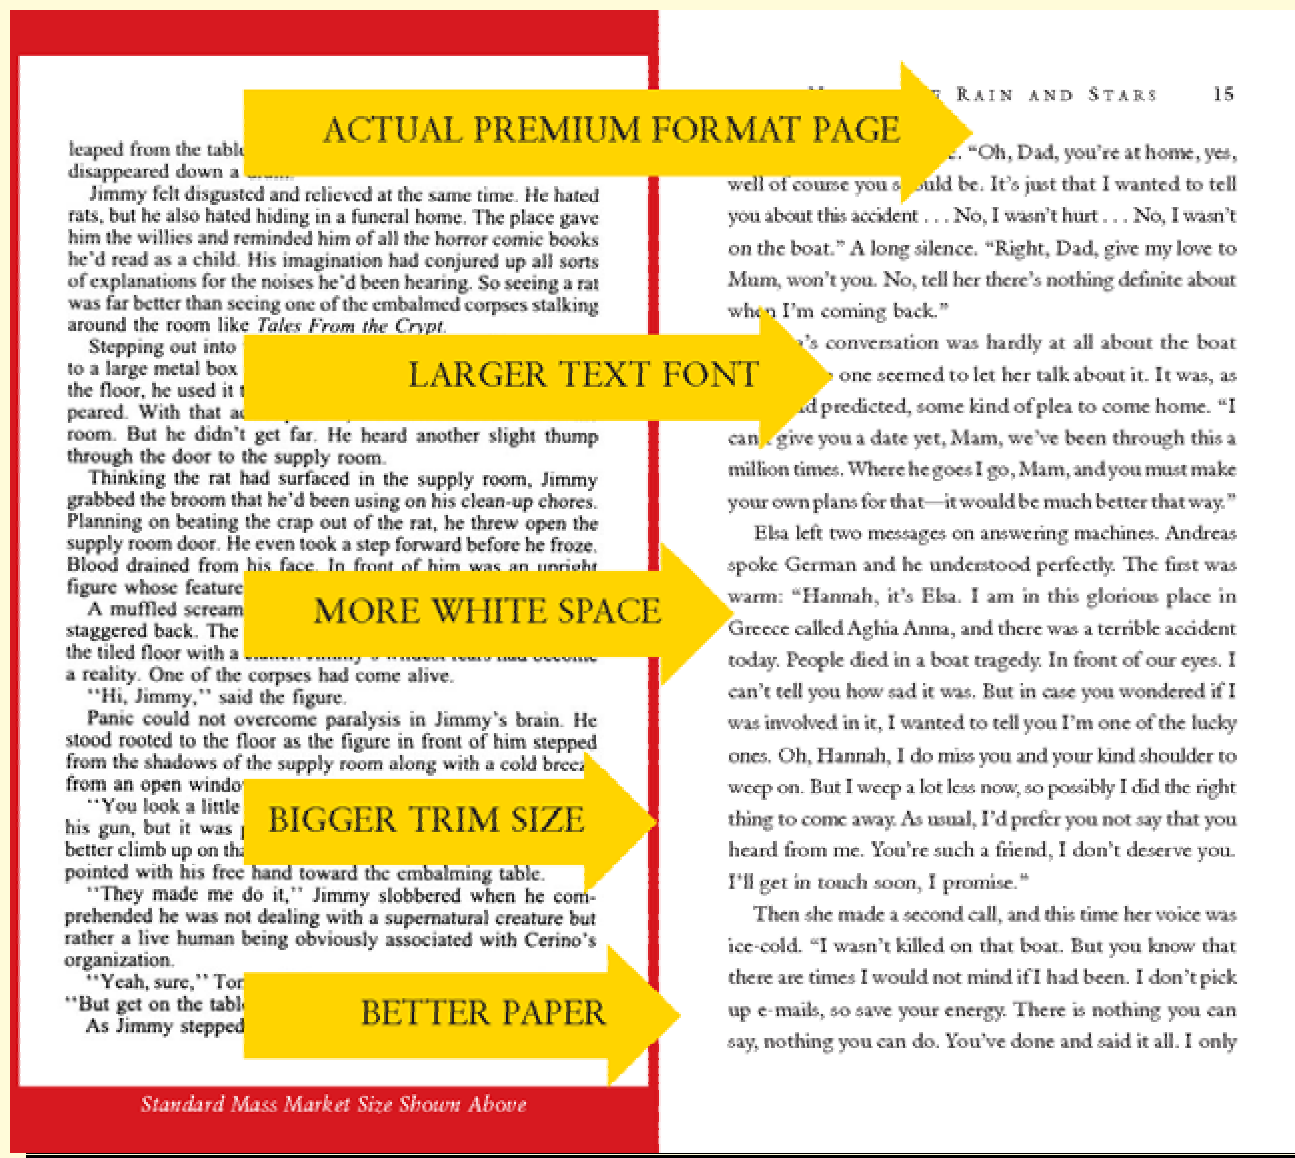 leaped from the table
disappeared down a
Jimmy felt disgusted and relieved at the same time. He hated
rats, but he also hated hiding in a funeral home. The place gave
him the willies and reminded him of all the horror comic books
he'd read as a child. His imagination had conjured up all sorts
of explanations for the noises he'd been hearing. So seeing a rat
was far better than seeing one of the embalmed corpses stalking
around the room like Tales From the Crypt.
Stepping out into
to a large metal box
the floor, he used it
peared. With that
room. But he didn't get far. He heard another slight thump
through the door to the supply room.
Thinking the rat had surfaced in the supply room, Jimmy
grabbed the broom that he'd been using on his clean-up chores.
Planning on beating the crap out of the rat, he threw open the
supply room door. He even took a step forward before he froze.
Blood drained from his face. In front of him was an upright
figure whose feature
A muffled scream
staggered back. The
the tiled floor with a clatter. Jimmy's wildest fears had become
a reality. One of the corpses had come alive.
"Hi, Jimmy," said the figure.
Panic could not overcome paralysis in Jimmy's brain. He
stood rooted to the floor as the figure in front of him stepped
from the shadows of the supply room along with a cold breeze
from an open window
"You look a little
his gun, but it was
better climb up on
pointed with his free hand toward the embalming table.
"They made me do it," Jimmy slobbered when he com-
prehended he was not dealing with a supernatural creature but
rather a live human being obviously associated with Cerino's
organization.
"Yeah, sure,"
"But get on the table
As Jimmy stepped
Standard Mass Market Size Shown Above
ACTUAL PREMIUM FORMAT PAGE
LARGER TEXT FONT
MORE WHITE SPACE
BIGGER TRIM SIZE
BETTER PAPER
RAIN AND STARS 15
"Oh, Dad, you're at home, yes,
well of course you should be. It's just that I wanted to tell
you about this accident . . . No, I wasn't hurt . . . No, I wasn't
on the boat." A long silence. "Right, Dad, give my love to
Mum, won't you. No, tell her there's nothing definite about
when I'm coming back."
conversation was hardly at all about the boat
one seemed to let her talk about it. It was, as
predicted, some kind of plea to come home. "I
can't give you a date yet, Mam, we've been through this a
million times. Where he goes I go, Mam, and you must make
your own plans for that—it would be much better that way."
Elsa left two messages on answering machines. Andreas
spoke German and he understood perfectly. The first was
warm: "Hannah, it's Elsa. I am in this glorious place in
Greece called Aghia Anna, and there was a terrible accident
today. People died in a boat tragedy. In front of our eyes. I
can't tell you how sad it was. But in case you wondered if I
was involved in it, I wanted to tell you I'm one of the lucky
ones. Oh, Hannah, I do miss you and your kind shoulder to
weep on. But I weep a lot less now, so possibly I did the right
thing to come away. As usual, I'd prefer you not say that you
heard from me. You're such a friend, I don't deserve you.
I'll get in touch soon, I promise."
Then she made a second call, and this time her voice was
ice-cold. "I wasn't killed on that boat. But you know that
there are times I would not mind if I had been. I don't pick
up e-mails, so save your energy. There is nothing you can
say, nothing you can do. You've done and said it all. I only